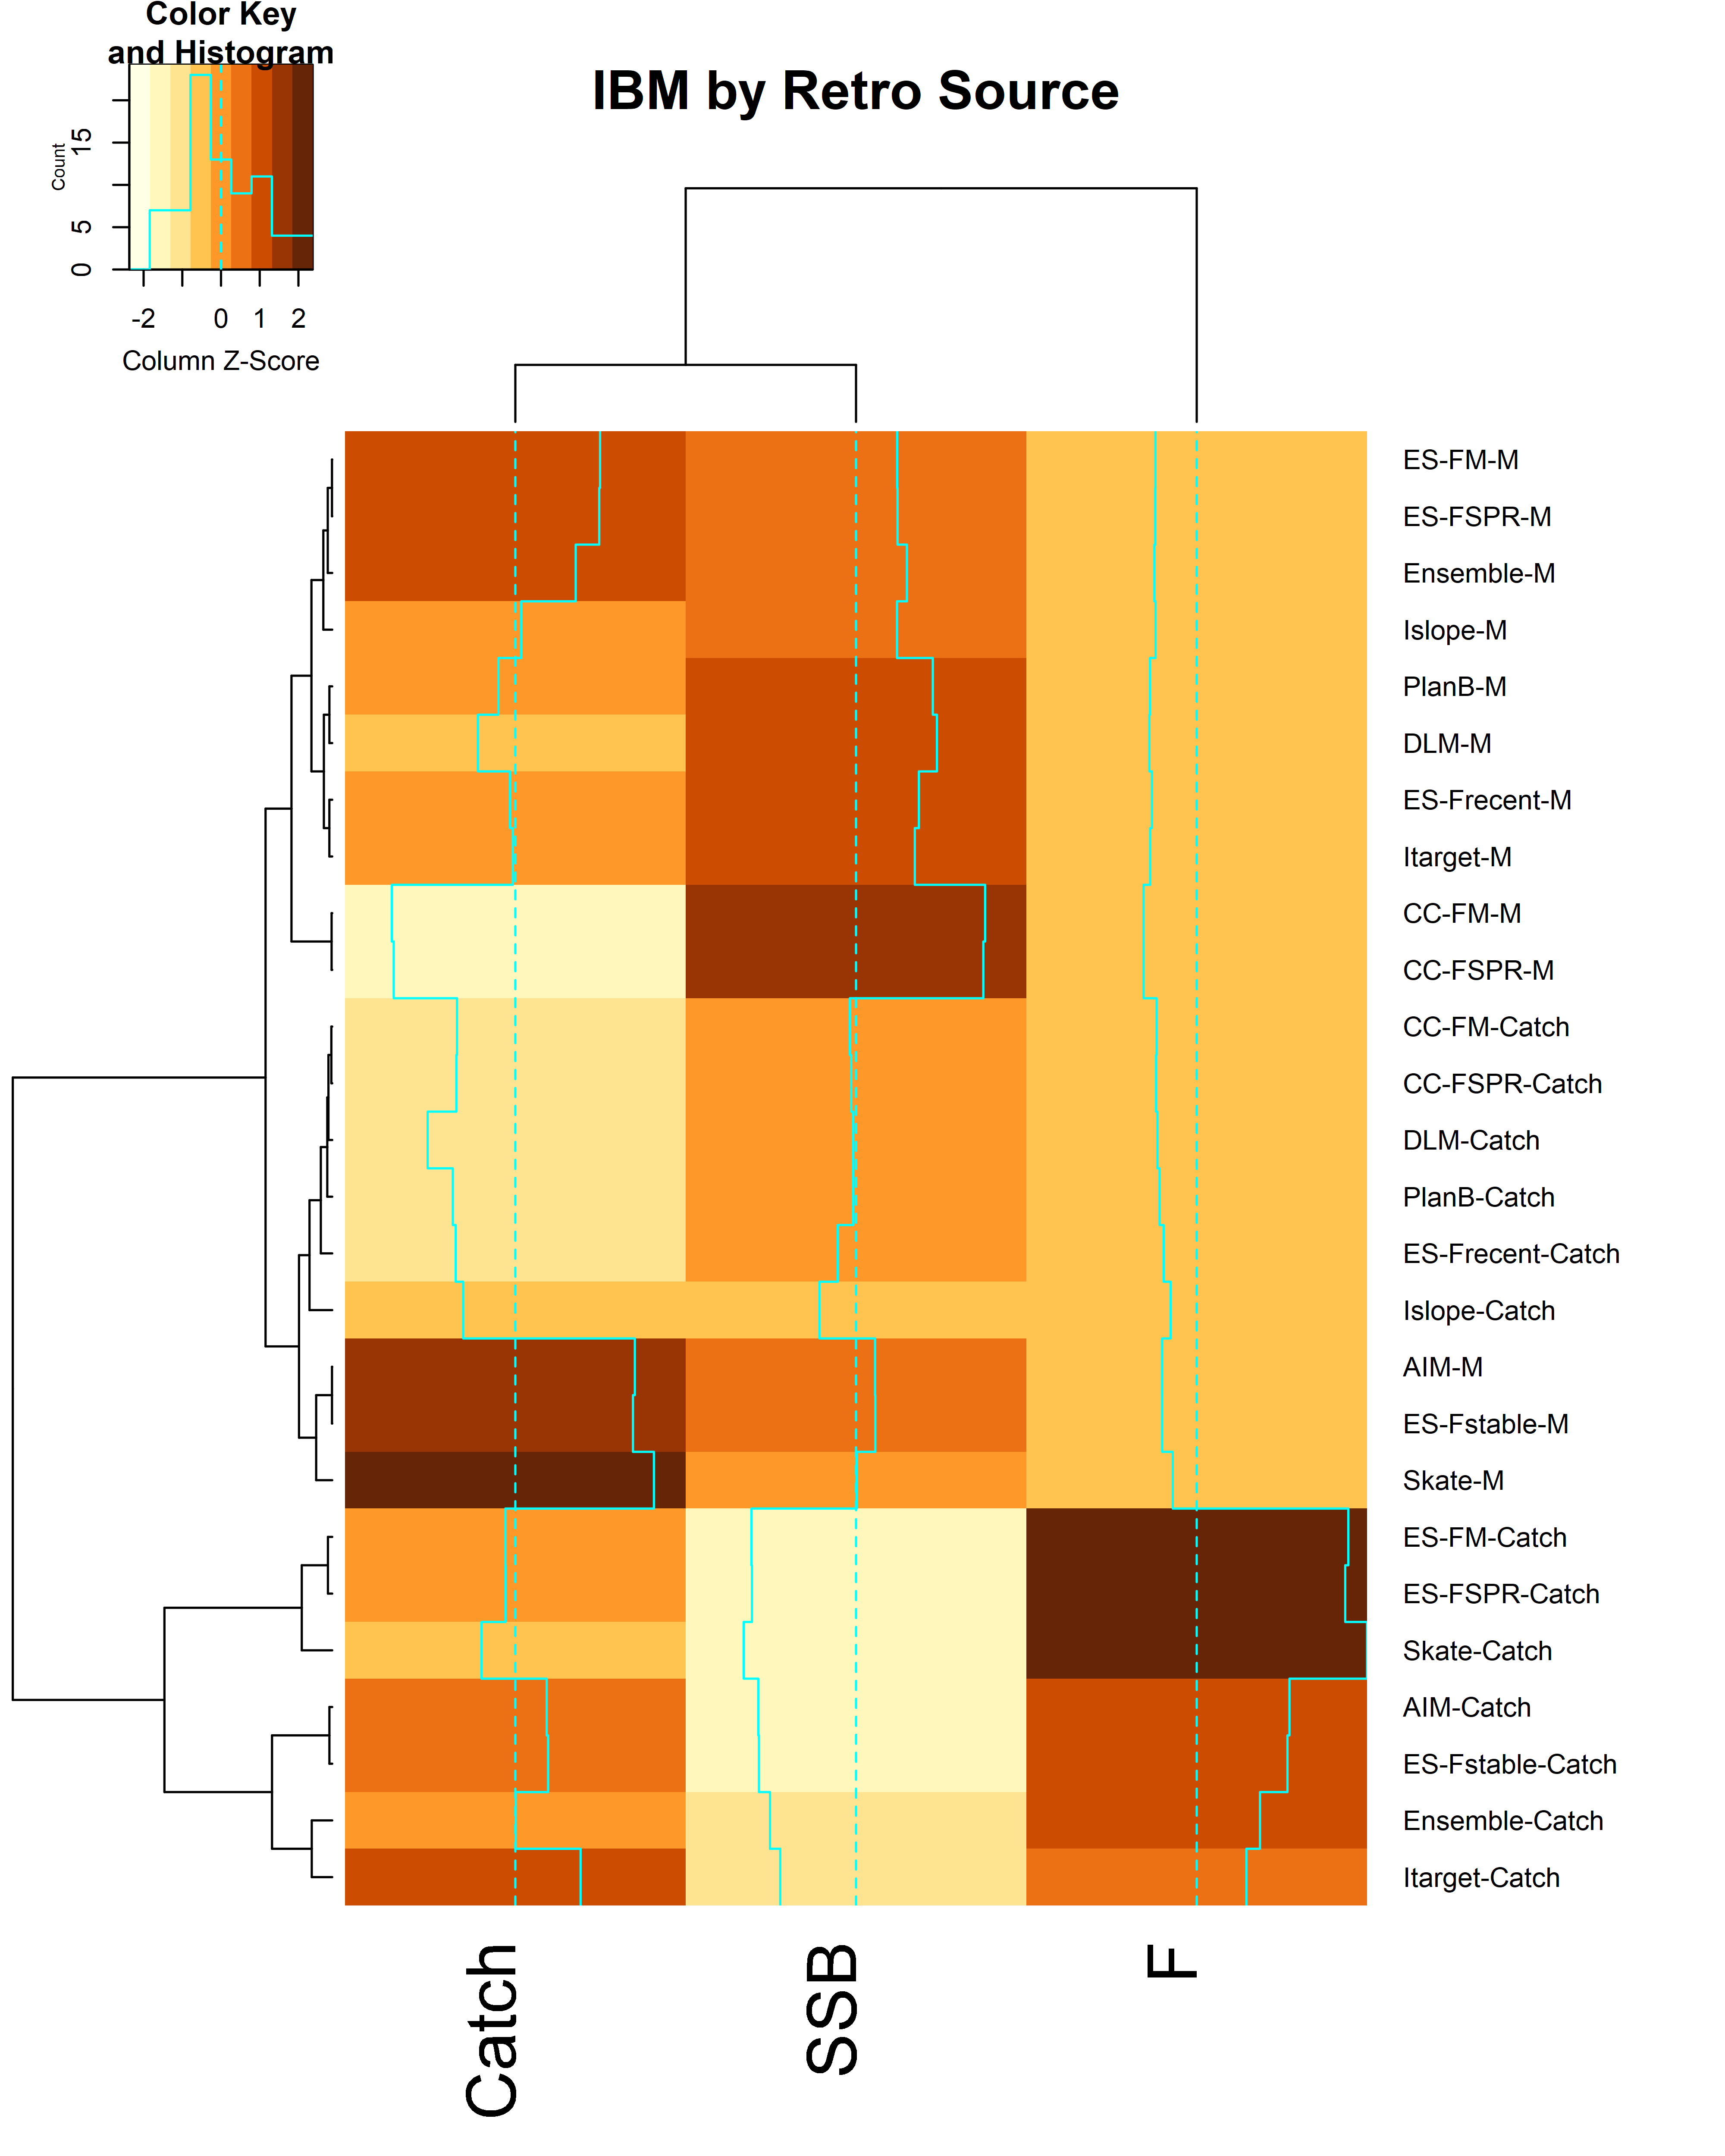 Color Key
and Histogram
IBM by Retro Source
Count
0
5
15
-2
0
1
2
Column Z-Score
ES-FM-M
ES-FSPR-M
Ensemble-M
Islope-M
PlanB-M
DLM-M
ES-Frecent-M
Itarget-M
CC-FM-M
CC-FSPR-M
CC-FM-Catch
CC-FSPR-Catch
DLM-Catch
PlanB-Catch
ES-Frecent-Catch
Islope-Catch
AIM-M
ES-Fstable-M
Skate-M
ES-FM-Catch
ES-FSPR-Catch
Skate-Catch
AIM-Catch
ES-Fstable-Catch
Ensemble-Catch
Itarget-Catch
Catch
SSB
F